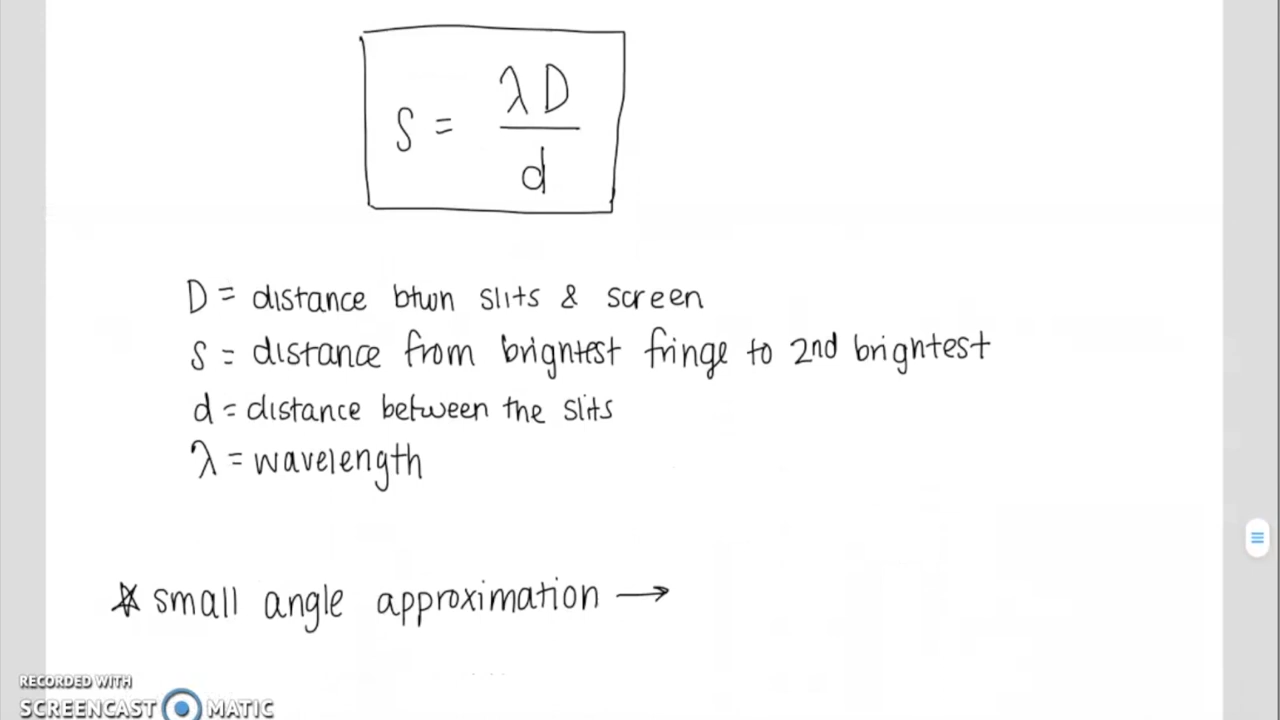 S = λD / d
D = distance btwn slits & screen
S = distance from brightest fringe to 2nd brightest
d = distance between the slits
λ = wavelength
☆ small angle approximation →
RECORDED WITH
SCREENCAST MATIC